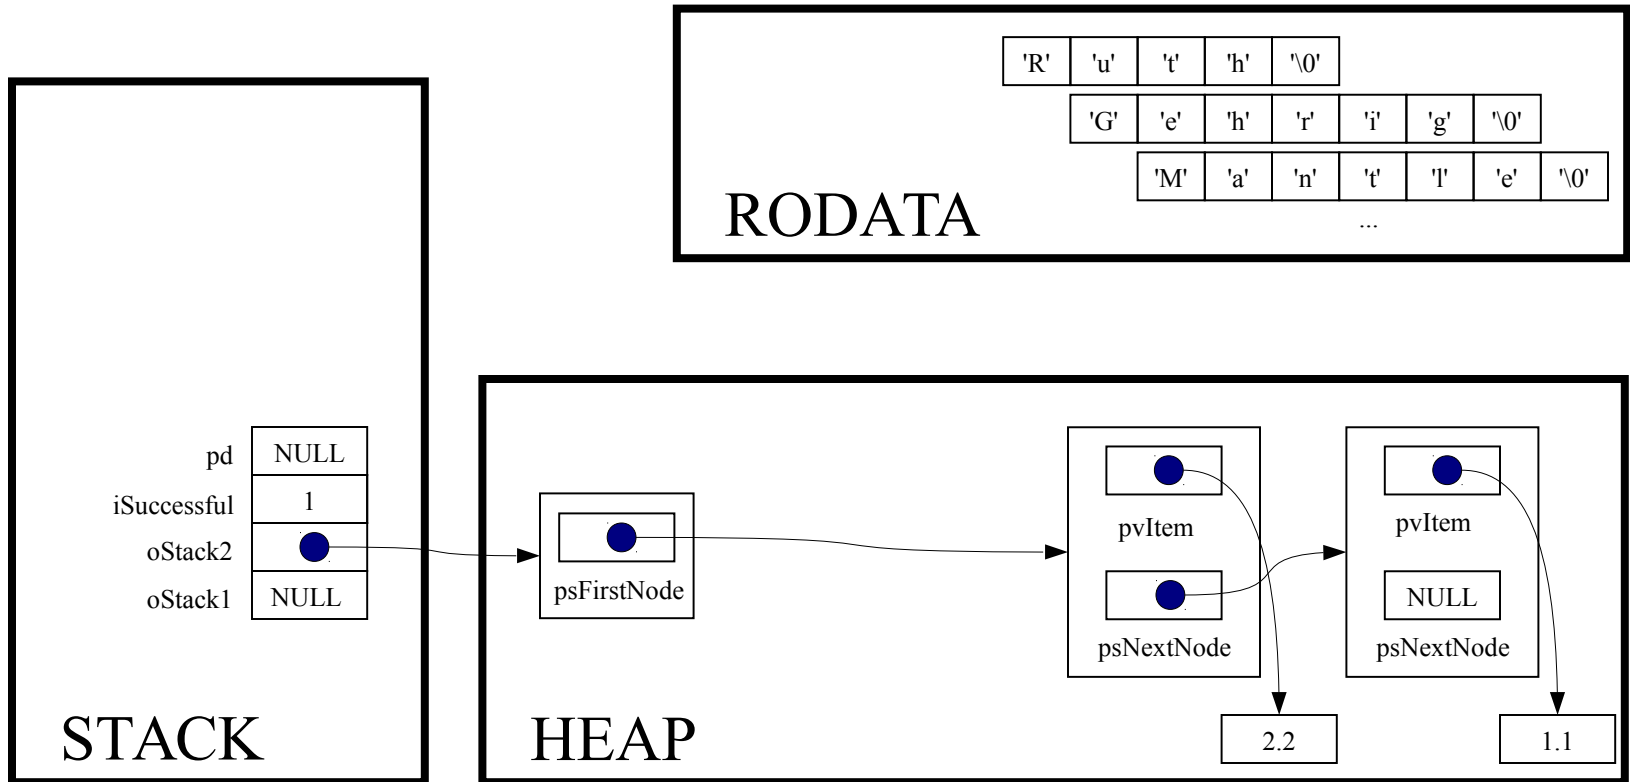 'R' 'u' 't' 'h' '\0'
'G' 'e' 'h' 'r' 'i' 'g' '\0'
'M' 'a' 'n' 't' 'l' 'e' '\0'
...
RODATA
pd NULL
iSuccessful 1
oStack2
oStack1 NULL
STACK
psFirstNode
pvItem
psNextNode
pvItem
NULL
psNextNode
2.2
1.1
HEAP